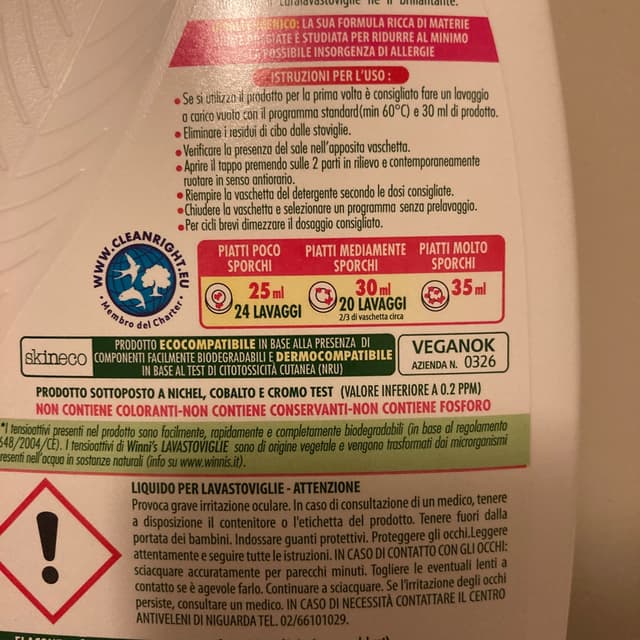 curalavastoviglie né il brillantante.
LA SUA FORMULA RICCA DI MATERIE
È STUDIATA PER RIDURRE AL MINIMO
POSSIBILE INSORGENZA DI ALLERGIE
ISTRUZIONI PER L'USO :
• Se si utilizza il prodotto per la prima volta è consigliato fare un lavaggio
a carico vuoto con il programma standard(min 60°C) e 30 ml di prodotto.
• Eliminare i residui di cibo dalle stoviglie.
• Verificare la presenza del sale nell'apposita vaschetta.
• Aprire il tappo premendo sulle 2 parti in rilievo e contemporaneamente
ruotare in senso antiorario.
• Riempire la vaschetta del detergente secondo le dosi consigliate.
• Chiudere la vaschetta e selezionare un programma senza prelavaggio.
• Per cicli brevi dimezzare il dosaggio consigliato.
WWW.CLEANRIGHT.EU
• Membro del Charter •
PIATTI POCO SPORCHI
25 ml
24 LAVAGGI
PIATTI MEDIAMENTE SPORCHI
30 ml
20 LAVAGGI
2/3 di vaschetta circa
PIATTI MOLTO SPORCHI
35 ml
skineco
PRODOTTO ECOCOMPATIBILE IN BASE ALLA PRESENZA DI
COMPONENTI FACILMENTE BIODEGRADABILI E DERMOCOMPATIBILE
IN BASE AL TEST DI CITOTOSSICITÀ CUTANEA (NRU)
VEGANOK
AZIENDA N. 0326
PRODOTTO SOTTOPOSTO A NICHEL, COBALTO E CROMO TEST (VALORE INFERIORE A 0.2 PPM)
NON CONTIENE COLORANTI-NON CONTIENE CONSERVANTI-NON CONTIENE FOSFORO
*I tensioattivi presenti nel prodotto sono facilmente, rapidamente e completamente biodegradabili (in base al regolamento
648/2004/CE). I tensioattivi di Winni's LAVASTOVIGLIE sono di origine vegetale e vengono trasformati dai microrganismi
presenti nell'acqua in sostanze naturali (info su www.winnis.it).
LIQUIDO PER LAVASTOVIGLIE - ATTENZIONE
Provoca grave irritazione oculare. In caso di consultazione di un medico, tenere
a disposizione il contenitore o l'etichetta del prodotto. Tenere fuori dalla
portata dei bambini. Indossare guanti protettivi. Proteggere gli occhi.Leggere
attentamente e seguire tutte le istruzioni. IN CASO DI CONTATTO CON GLI OCCHI:
sciacquare accuratamente per parecchi minuti. Togliere le eventuali lenti a
contatto se è agevole farlo. Continuare a sciacquare. Se l'irritazione degli occhi
persiste, consultare un medico. IN CASO DI NECESSITÀ CONTATTARE IL CENTRO
ANTIVELENI DI NIGUARDA TEL. 02/66101029.